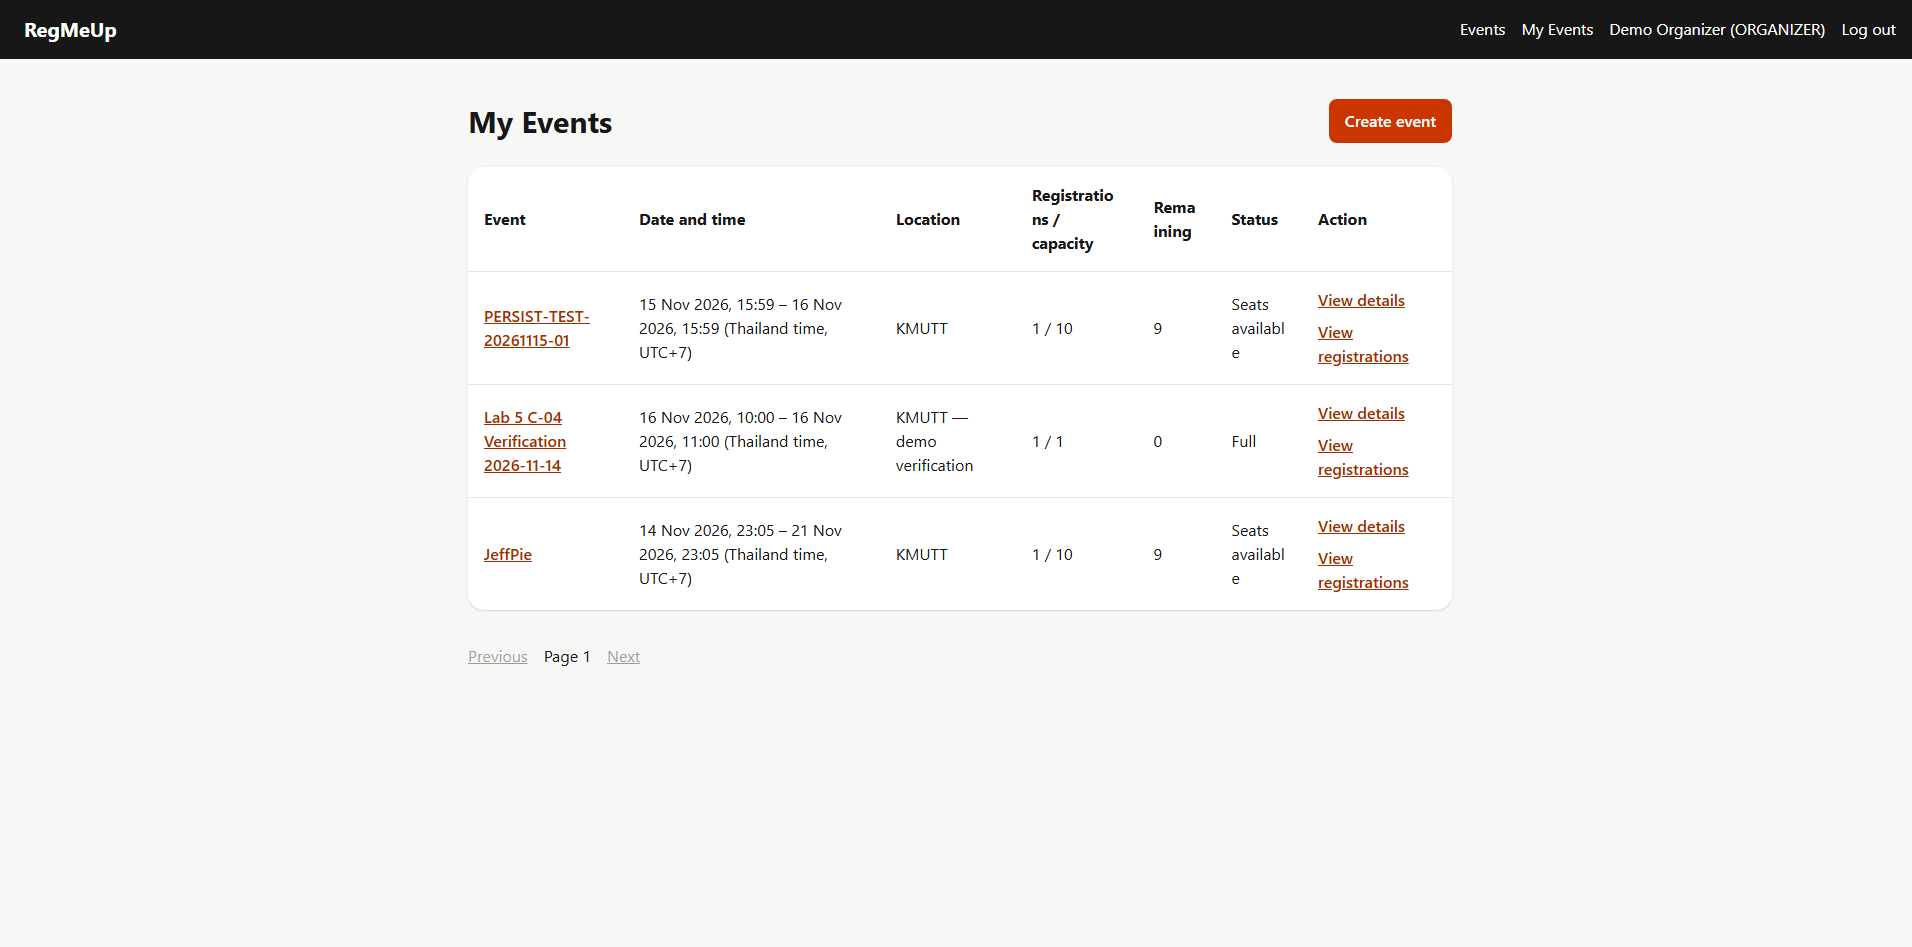 RegMeUp
Events My Events Demo Organizer (ORGANIZER) Log out
My Events
Create event
Event
Date and time
Location
Registratio
ns /
capacity
Rema
ining
Status
Action
PERSIST-TEST-
20261115-01
15 Nov 2026, 15:59 – 16 Nov
2026, 15:59 (Thailand time,
UTC+7)
KMUTT
1 / 10
9
Seats
availabl
e
View details
View
registrations
Lab 5 C-04
Verification
2026-11-14
16 Nov 2026, 10:00 – 16 Nov
2026, 11:00 (Thailand time,
UTC+7)
KMUTT —
demo
verification
1 / 1
0
Full
View details
View
registrations
JeffPie
14 Nov 2026, 23:05 – 21 Nov
2026, 23:05 (Thailand time,
UTC+7)
KMUTT
1 / 10
9
Seats
availabl
e
View details
View
registrations
Previous Page 1 Next